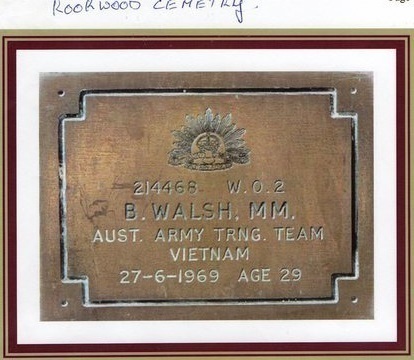 ROOKWOOD CEMETRY.
214468 W.O.2
B. WALSH, MM.
AUST. ARMY TRNG. TEAM
VIETNAM
27-6-1969 AGE 29